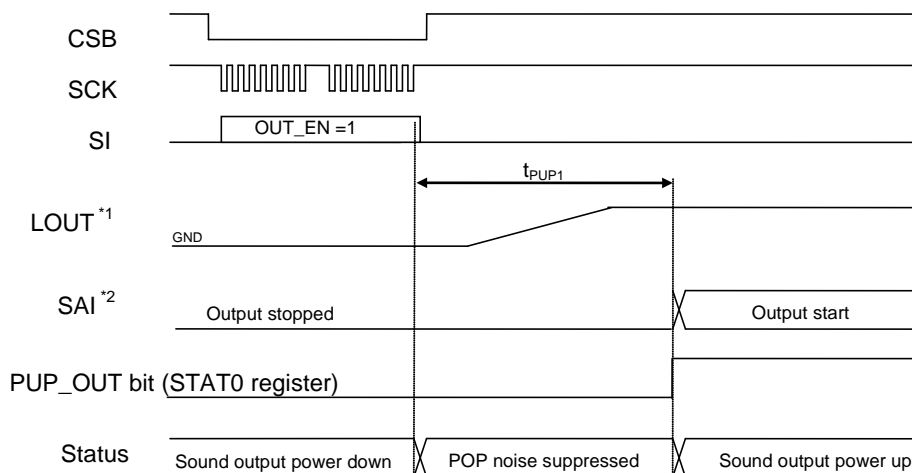 CSB
SCK
SI
OUT_EN =1
tPUP1
LOUT *1
GND
SAI *2
Output stopped
Output start
PUP_OUT bit (STAT0 register)
Status
Sound output power down
POP noise suppressed
Sound output power up